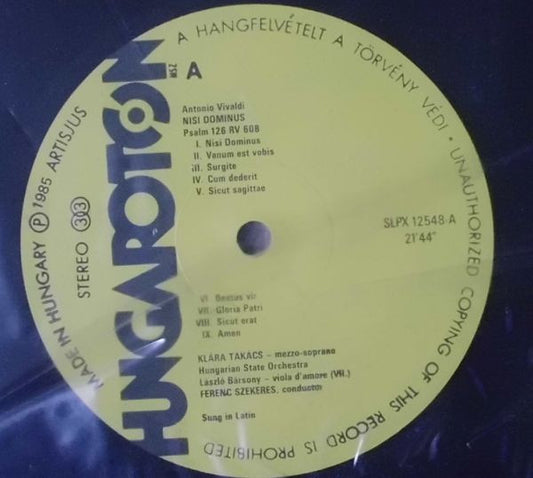 A HANGFELVÉTELT A TÖRVÉNY VÉDI · UNAUTHORIZED COPYING OF THIS RECORD IS PROHIBITED
MADE IN HUNGARY Ⓟ 1985 ARTISJUS
STEREO 33
HUNGAROTON
MSZ
A
Antonio Vivaldi
NISI DOMINUS
Psalm 126 RV 608
I. Nisi Dominus
II. Vanum est vobis
III. Surgite
IV. Cum dederit
V. Sicut sagittae
SLPX 12548-A
21'44"
VI. Beatus vir
VII. Gloria Patri
VIII. Sicut erat
IX. Amen
KLÁRA TAKÁCS – mezzo-soprano
Hungarian State Orchestra
László Bársony – viola d'amore (VII.)
FERENC SZEKERES, conductor
Sung in Latin